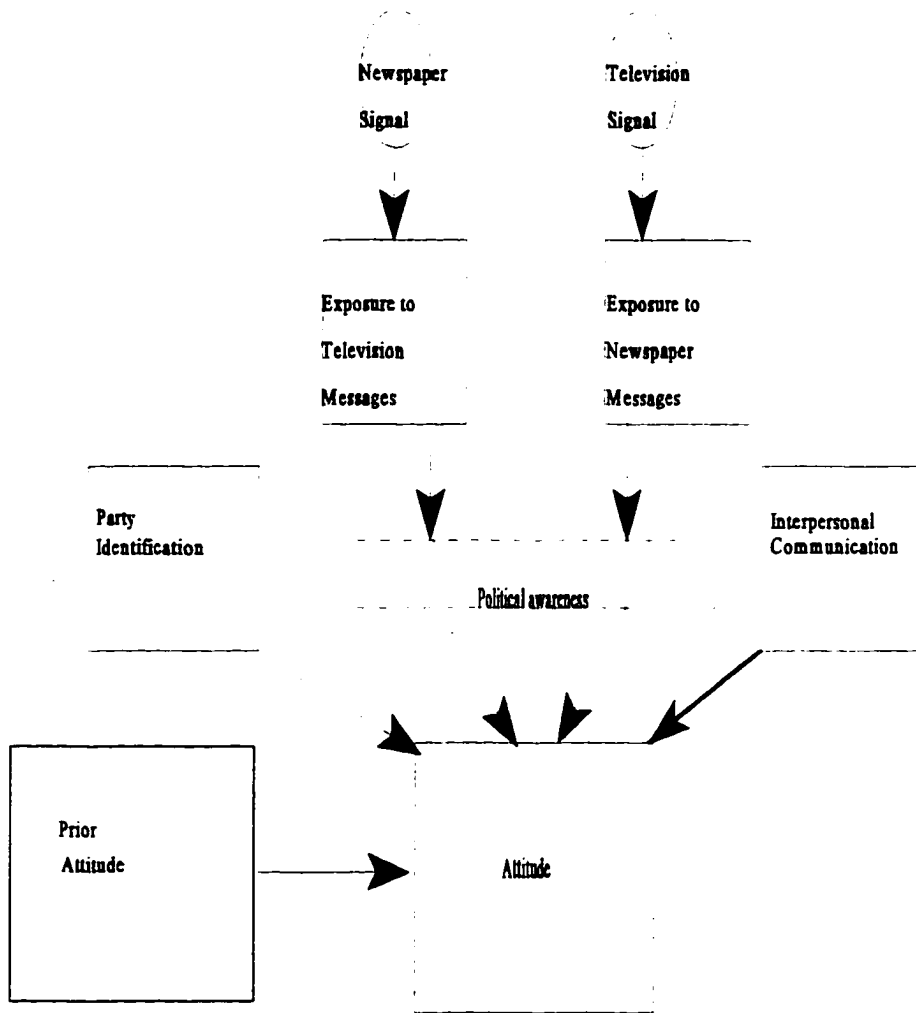 Newspaper
Signal
Television
Signal
Exposure to
Television
Messages
Exposure to
Newspaper
Messages
Party
Identification
Interpersonal
Communication
Political awareness
Prior
Attitude
Attitude